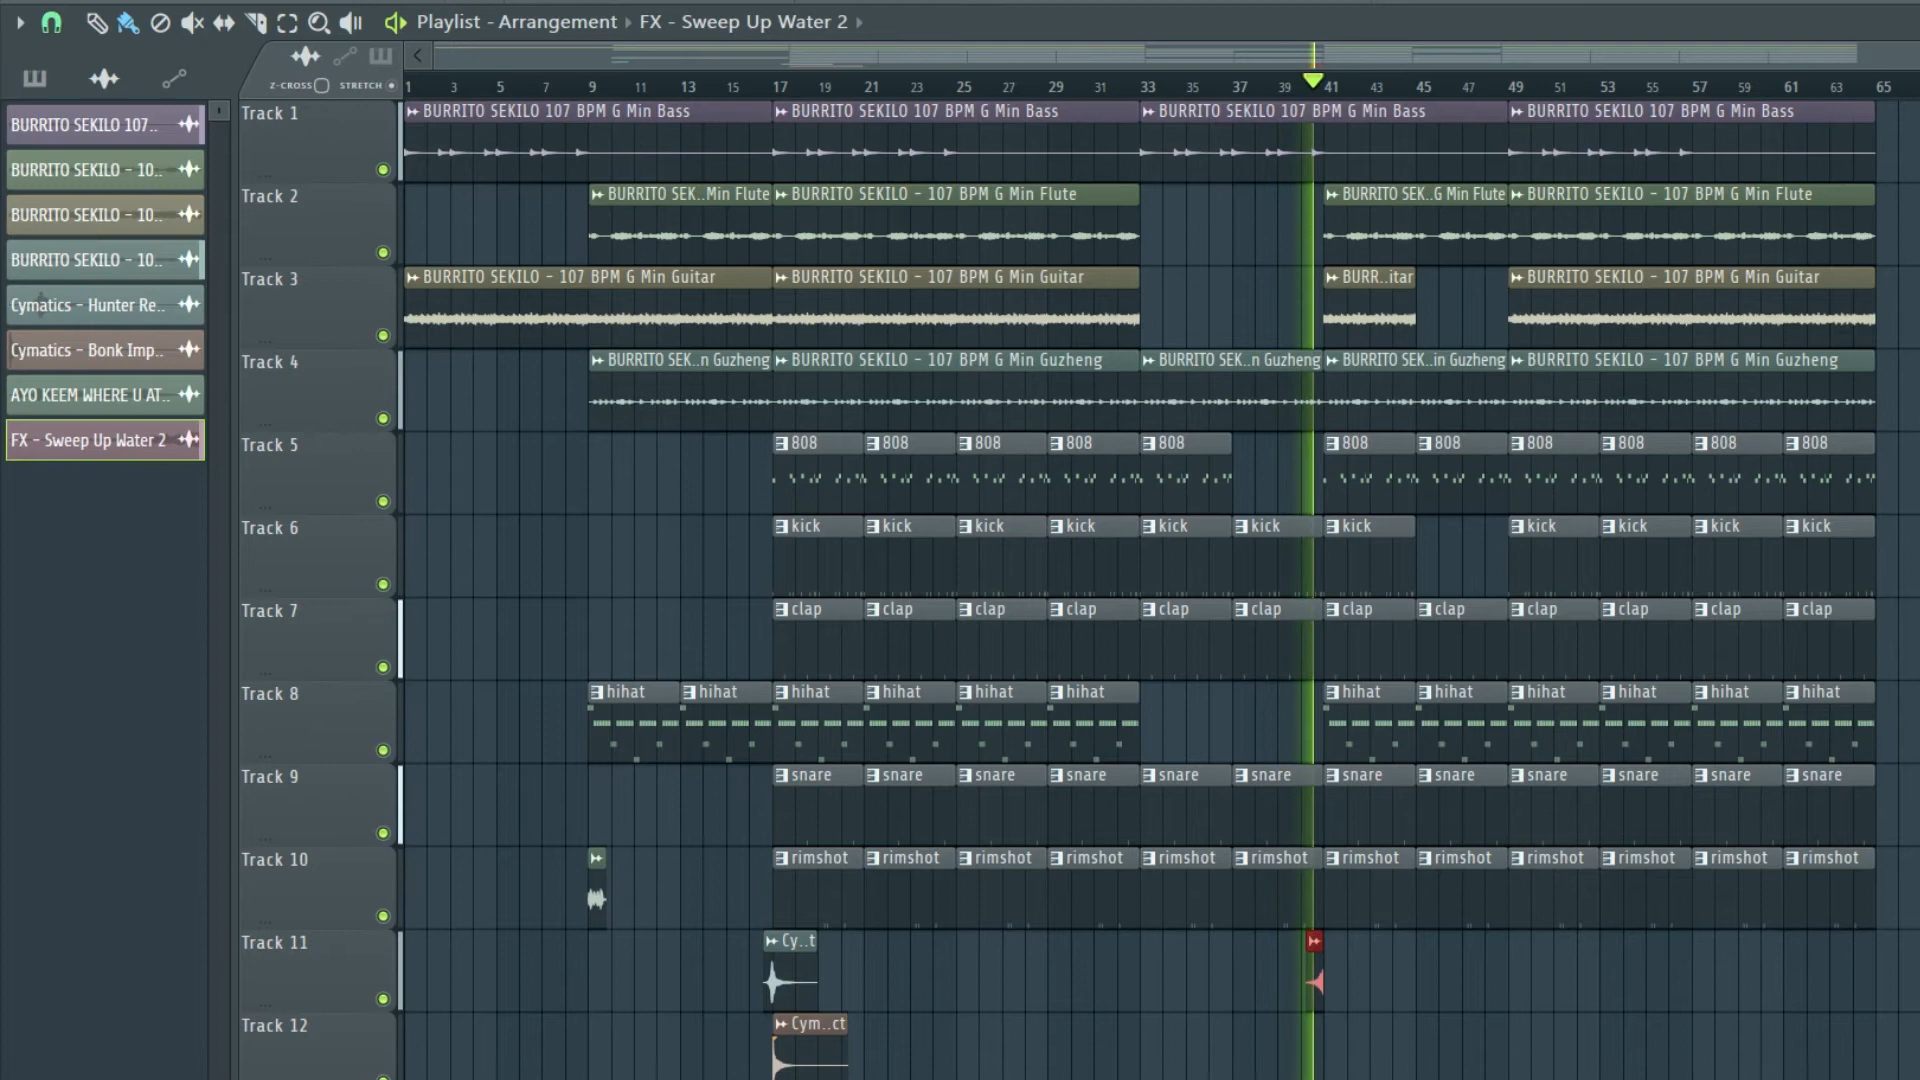 Playlist - Arrangement › FX - Sweep Up Water 2 ›
Z-CROSS STRETCH
1 3 5 7 9 11 13 15 17 19 21 23 25 27 29 31 33 35 37 39 41 43 45 47 49 51 53 55 57 59 61 63 65
BURRITO SEKILO 107..
BURRITO SEKILO - 10..
BURRITO SEKILO - 10..
BURRITO SEKILO - 10..
Cymatics - Hunter Re..
Cymatics - Bonk Imp..
AYO KEEM WHERE U AT..
FX - Sweep Up Water 2
Track 1 BURRITO SEKILO 107 BPM G Min Bass BURRITO SEKILO 107 BPM G Min Bass BURRITO SEKILO 107 BPM G Min Bass BURRITO SEKILO 107 BPM G Min Bass
Track 2 BURRITO SEK..Min Flute BURRITO SEKILO - 107 BPM G Min Flute BURRITO SEK..G Min Flute BURRITO SEKILO - 107 BPM G Min Flute
Track 3 BURRITO SEKILO - 107 BPM G Min Guitar BURRITO SEKILO - 107 BPM G Min Guitar BURR..itar BURRITO SEKILO - 107 BPM G Min Guitar
Track 4 BURRITO SEK..n Guzheng BURRITO SEKILO - 107 BPM G Min Guzheng BURRITO SEK..n Guzheng BURRITO SEK..in Guzheng BURRITO SEKILO - 107 BPM G Min Guzheng
Track 5 808 808 808 808 808 808 808 808 808 808 808
Track 6 kick kick kick kick kick kick kick kick kick kick kick
Track 7 clap clap clap clap clap clap clap clap clap clap clap clap
Track 8 hihat hihat hihat hihat hihat hihat hihat hihat hihat hihat hihat hihat
Track 9 snare snare snare snare snare snare snare snare snare snare snare snare
Track 10 rimshot rimshot rimshot rimshot rimshot rimshot rimshot rimshot rimshot rimshot rimshot rimshot
Track 11 Cy..t
Track 12 Cym..ct